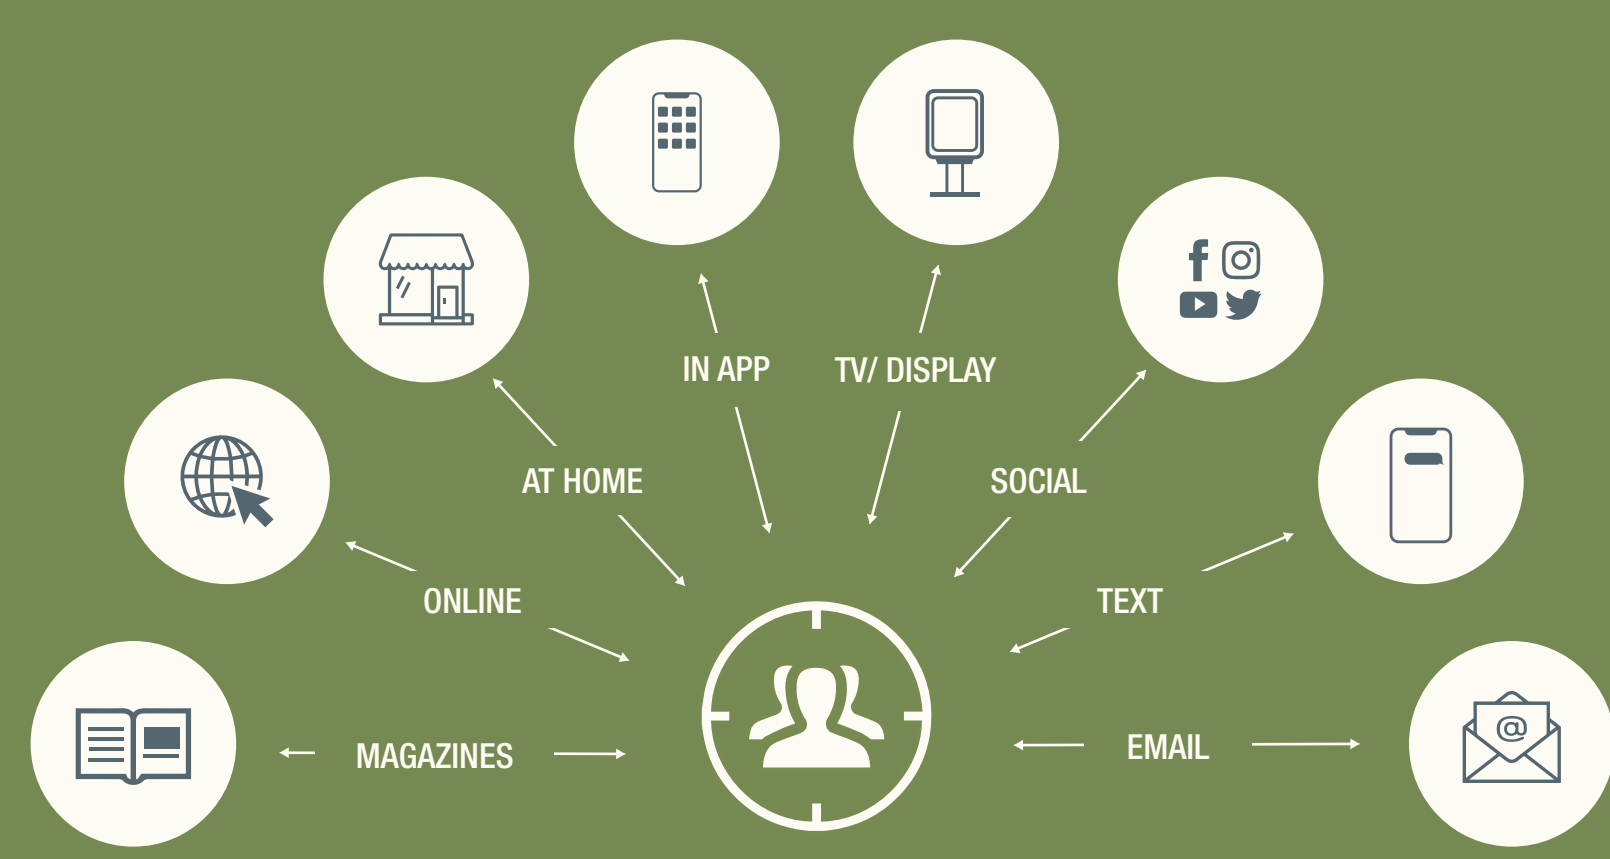 IN APP
TV/ DISPLAY
AT HOME
SOCIAL
ONLINE
TEXT
MAGAZINES
EMAIL
@